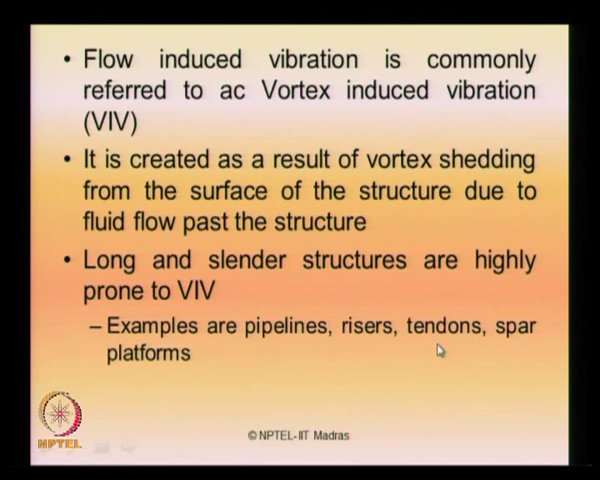 • Flow induced vibration is commonly
referred to ac Vortex induced vibration
(VIV)
• It is created as a result of vortex shedding
from the surface of the structure due to
fluid flow past the structure
• Long and slender structures are highly
prone to VIV
– Examples are pipelines, risers, tendons, spar
platforms
NPTEL
© NPTEL-IIT Madras